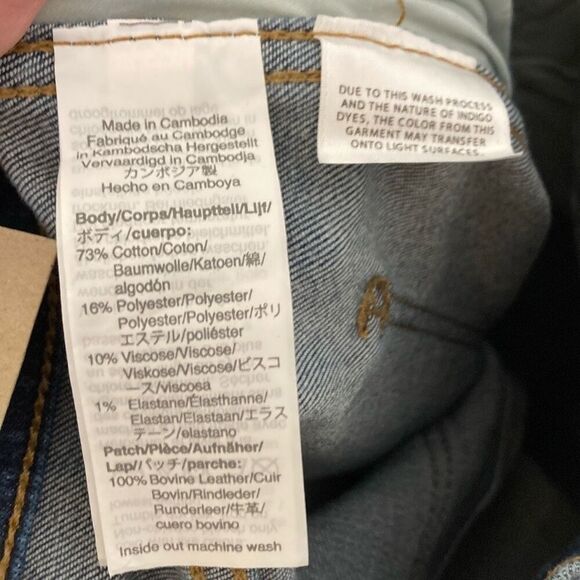 Made in Cambodia
Fabriqué au Cambodge
In Kambodscha Hergestellt
Vervaardigd in Cambodja
カンボジア製
Hecho en Camboya
Body/Corps/Hauptteil/Lijf/
ボディ/cuerpo:
73% Cotton/Coton/
Baumwolle/Katoen/綿/
algodón
16% Polyester/Polyester/
Polyester/Polyester/ポリ
エステル/poliéster
10% Viscose/Viscose/
Viskose/Viscose/ビスコ
ース/viscosa
1% Elastane/Élasthanne/
Elastan/Elastaan/エラス
テーン/elastano
Patch/Pièce/Aufnäher/
Lap/パッチ/parche:
100% Bovine Leather/Cuir
Bovin/Rindleder/
Runderleer/牛革/
cuero bovino
Inside out machine wash
DUE TO THIS WASH PROCESS
AND THE NATURE OF INDIGO
DYES, THE COLOR FROM THIS
GARMENT MAY TRANSFER
ONTO LIGHT SURFACES.